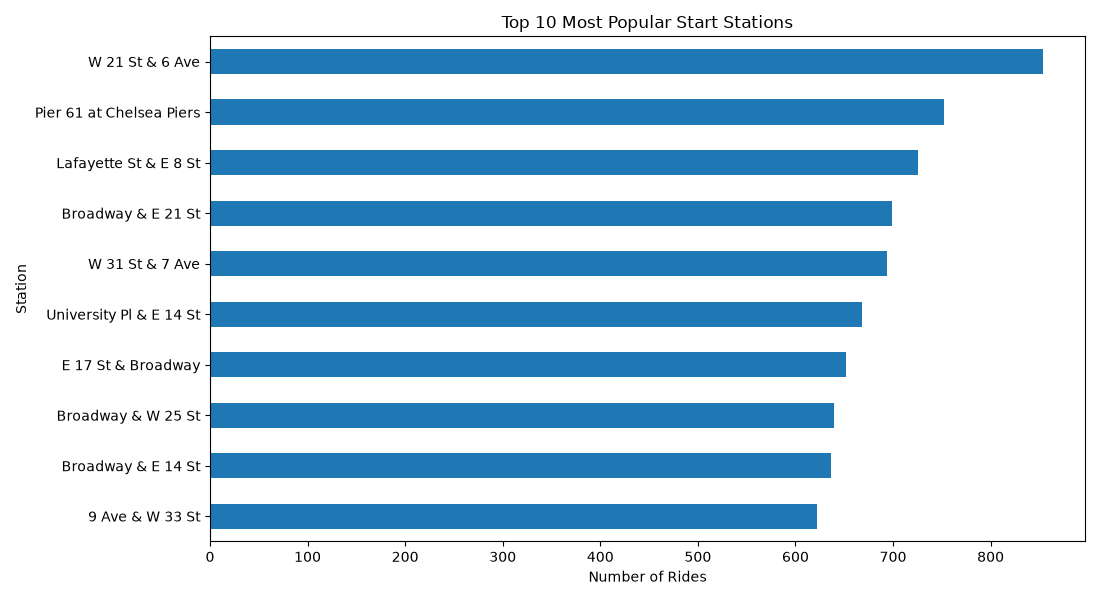 Top 10 Most Popular Start Stations
Station
W 21 St & 6 Ave
Pier 61 at Chelsea Piers
Lafayette St & E 8 St
Broadway & E 21 St
W 31 St & 7 Ave
University Pl & E 14 St
E 17 St & Broadway
Broadway & W 25 St
Broadway & E 14 St
9 Ave & W 33 St
0 100 200 300 400 500 600 700 800
Number of Rides